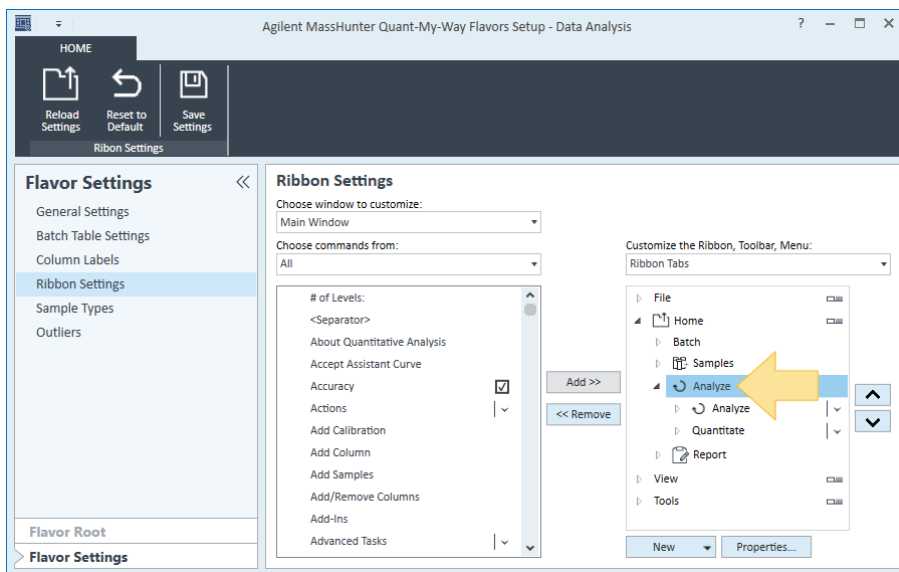 Agilent MassHunter Quant-My-Way Flavors Setup - Data Analysis
?
HOME
Reload Settings
Reset to Default
Save Settings
Ribon Settings
Flavor Settings
General Settings
Batch Table Settings
Column Labels
Ribbon Settings
Sample Types
Outliers
Flavor Root
Flavor Settings
Ribbon Settings
Choose window to customize:
Main Window
Choose commands from:
All
# of Levels:
<Separator>
About Quantitative Analysis
Accept Assistant Curve
Accuracy
Actions
Add Calibration
Add Column
Add Samples
Add/Remove Columns
Add-Ins
Advanced Tasks
Add >>
<< Remove
Customize the Ribbon, Toolbar, Menu:
Ribbon Tabs
File
Home
Batch
Samples
Analyze
Analyze
Quantitate
Report
View
Tools
New
Properties...